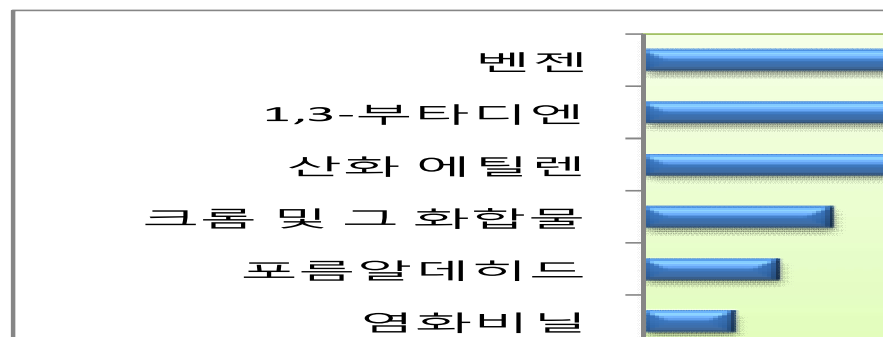 벤젠
1,3-부타디엔
산화 에틸렌
크롬 및 그 화합물
포름알데히드
염화비닐